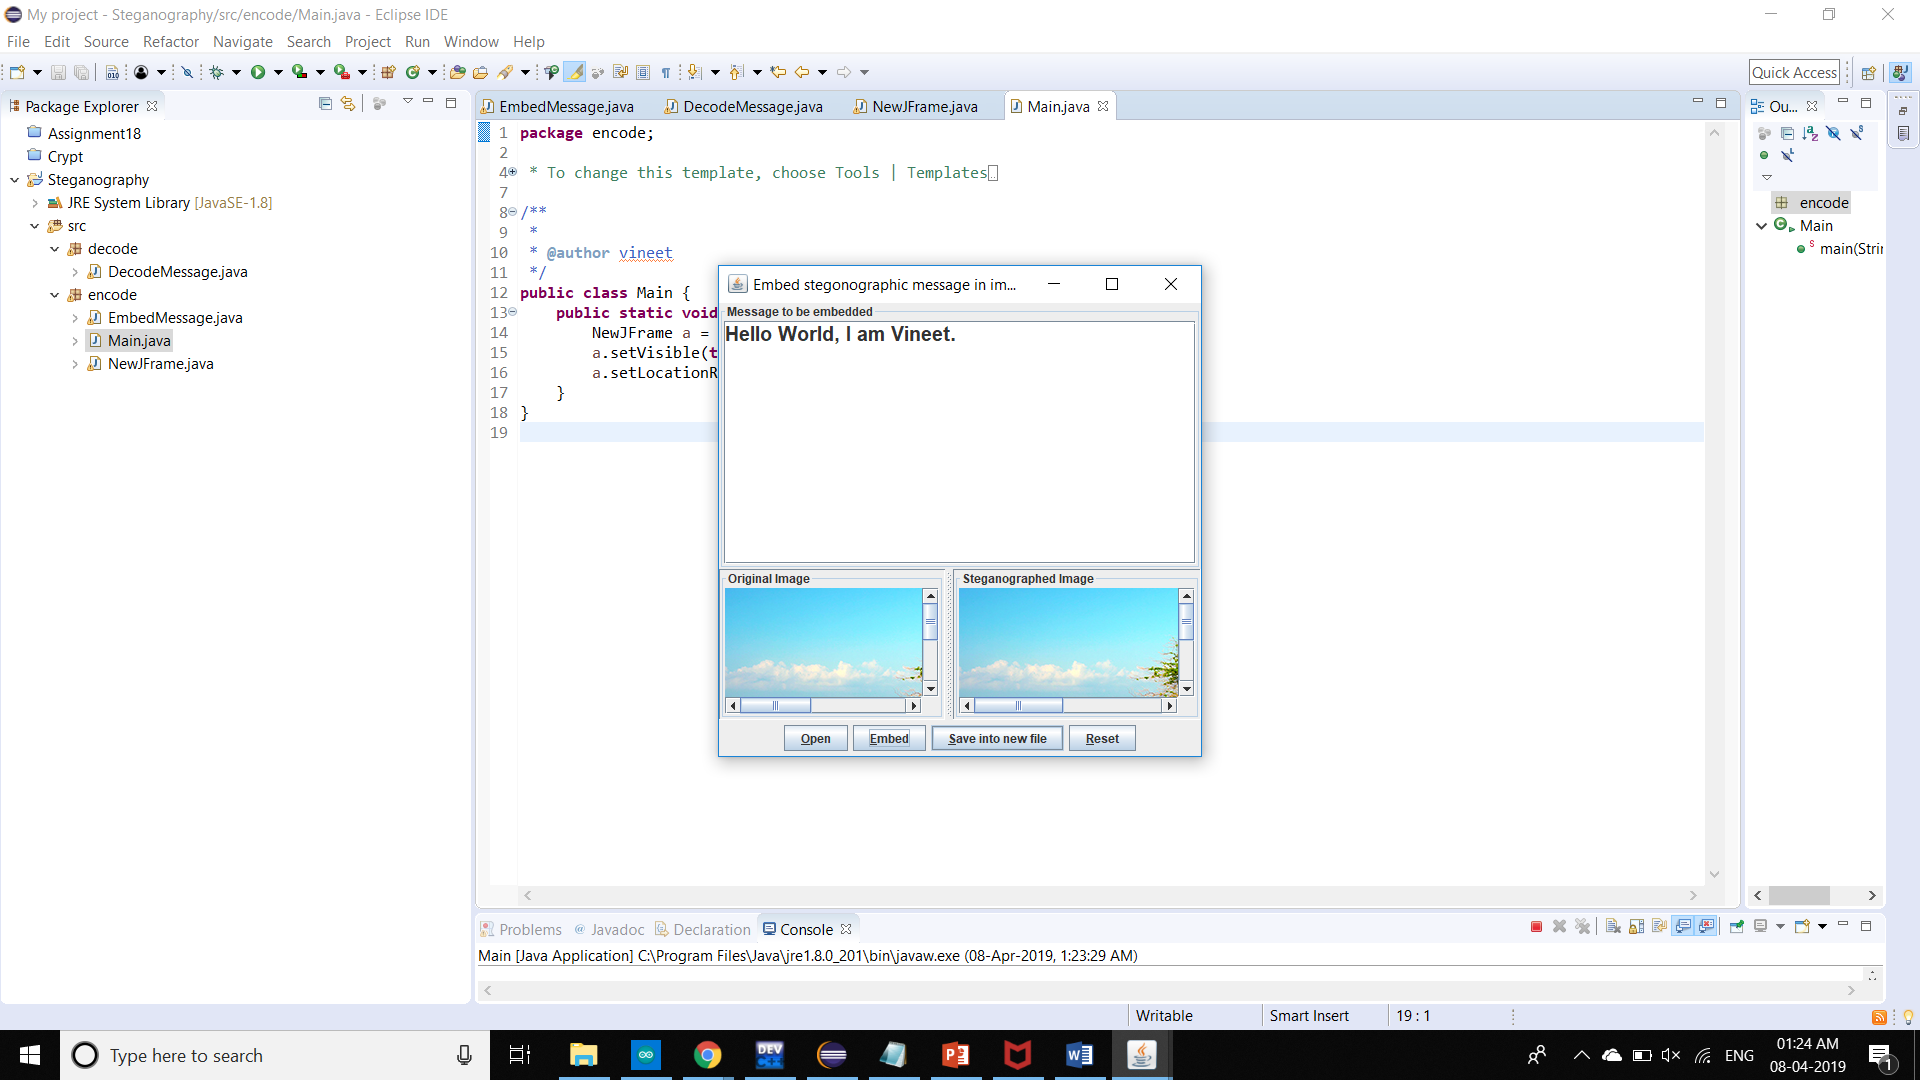 My project - Steganography/src/encode/Main.java - Eclipse IDE
File Edit Source Refactor Navigate Search Project Run Window Help
Quick Access
Package Explorer
Assignment18
Crypt
Steganography
JRE System Library [JavaSE-1.8]
src
decode
DecodeMessage.java
encode
EmbedMessage.java
Main.java
NewJFrame.java
EmbedMessage.java DecodeMessage.java NewJFrame.java Main.java
1 package encode;
2
4 * To change this template, choose Tools | Templates
7
8 /**
9 *
10 * @author vineet
11 */
12 public class Main {
13 public static void
14 NewJFrame a =
15 a.setVisible(t
16 a.setLocationR
17 }
18 }
19
Embed stegonographic message in im...
Message to be embedded
Hello World, I am Vineet.
Original Image
Steganographed Image
Open Embed Save into new file Reset
Ou...
encode
Main
main(Strin
Problems @ Javadoc Declaration Console
Main [Java Application] C:\Program Files\Java\jre1.8.0_201\bin\javaw.exe (08-Apr-2019, 1:23:29 AM)
Writable Smart Insert 19 : 1
Type here to search
DEV C++
ENG
01:24 AM
08-04-2019
1